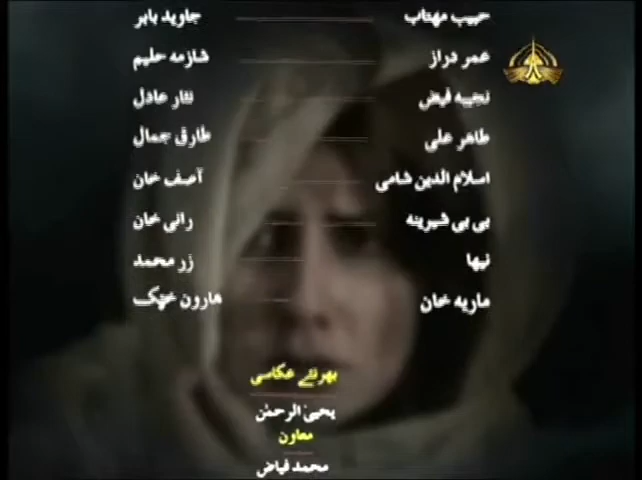 حبیب مہتاب جاوید بابر
عمر دراز شازمہ حلیم
نجیبہ فیض نثار عادل
طاہر علی طارق جمال
اسلام الدین شامی آصف خان
بی بی شیرینہ رانی خان
نیہا زر محمد
ماریہ خان ھارون خٹک
بھرنئے عکاسی
یحییٰ الرحمٰن
معاون
محمد فیاض